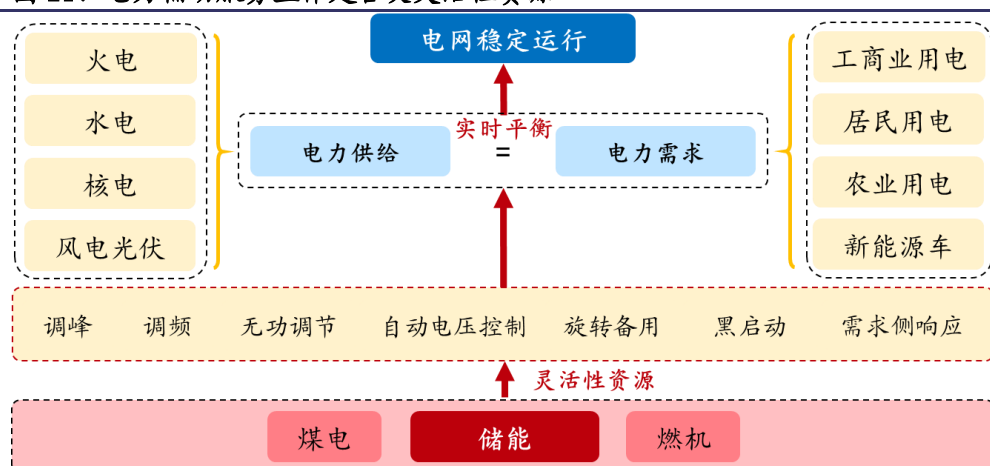 电网稳定运行
火电
水电
核电
风电光伏
实时平衡
电力供给
=
电力需求
工商业用电
居民用电
农业用电
新能源车
调峰 调频 无功调节 自动电压控制 旋转备用 黑启动 需求侧响应
灵活性资源
煤电
储能
燃机